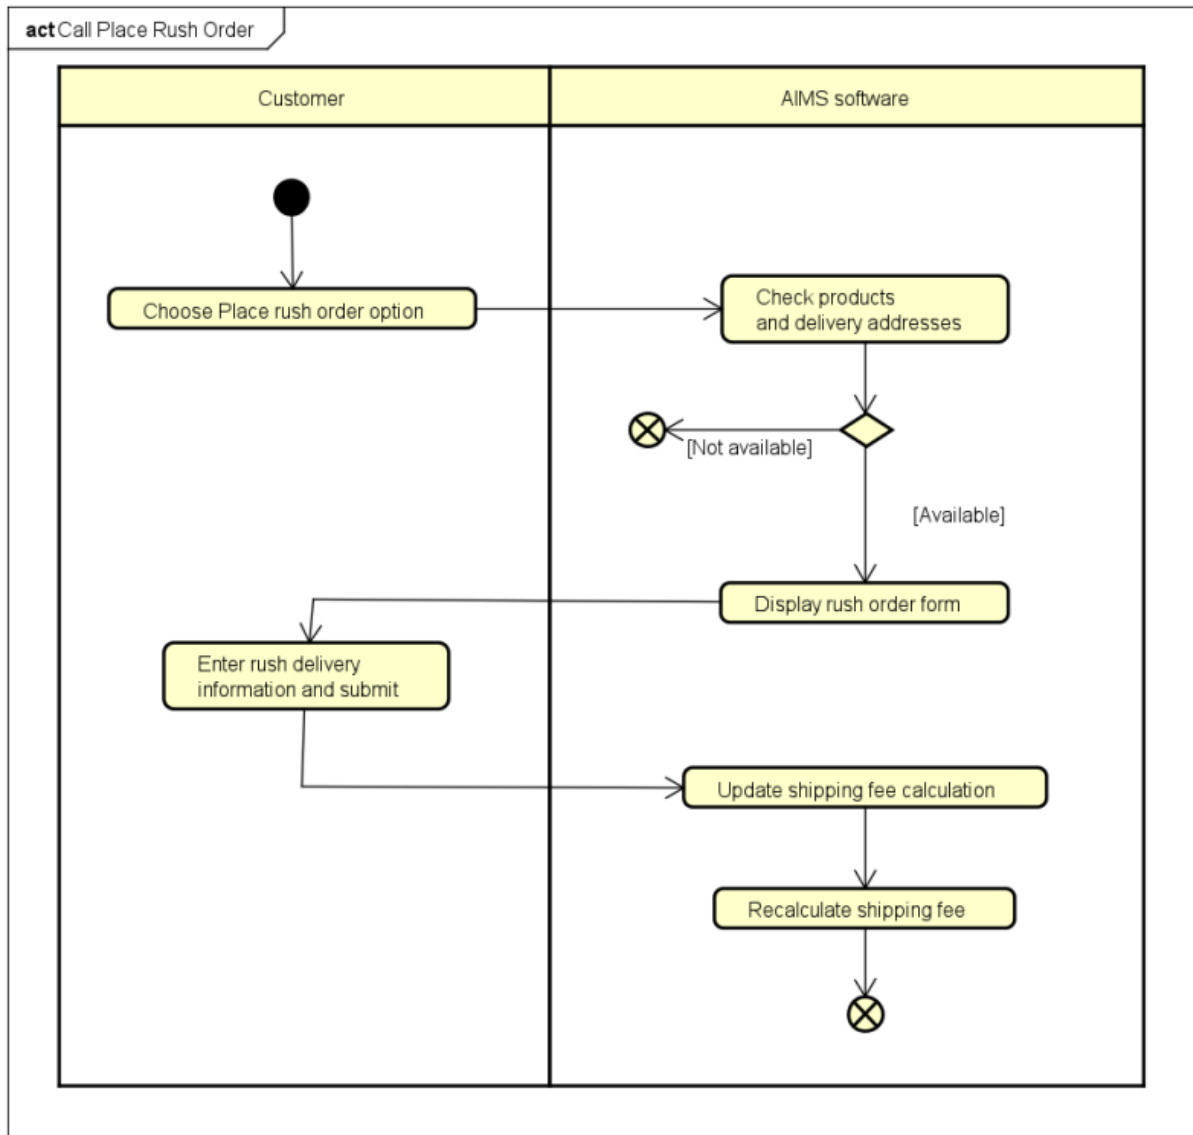 act Call Place Rush Order
Customer
AIMS software
Choose Place rush order option
Check products
and delivery addresses
[Not available]
[Available]
Display rush order form
Enter rush delivery
information and submit
Update shipping fee calculation
Recalculate shipping fee